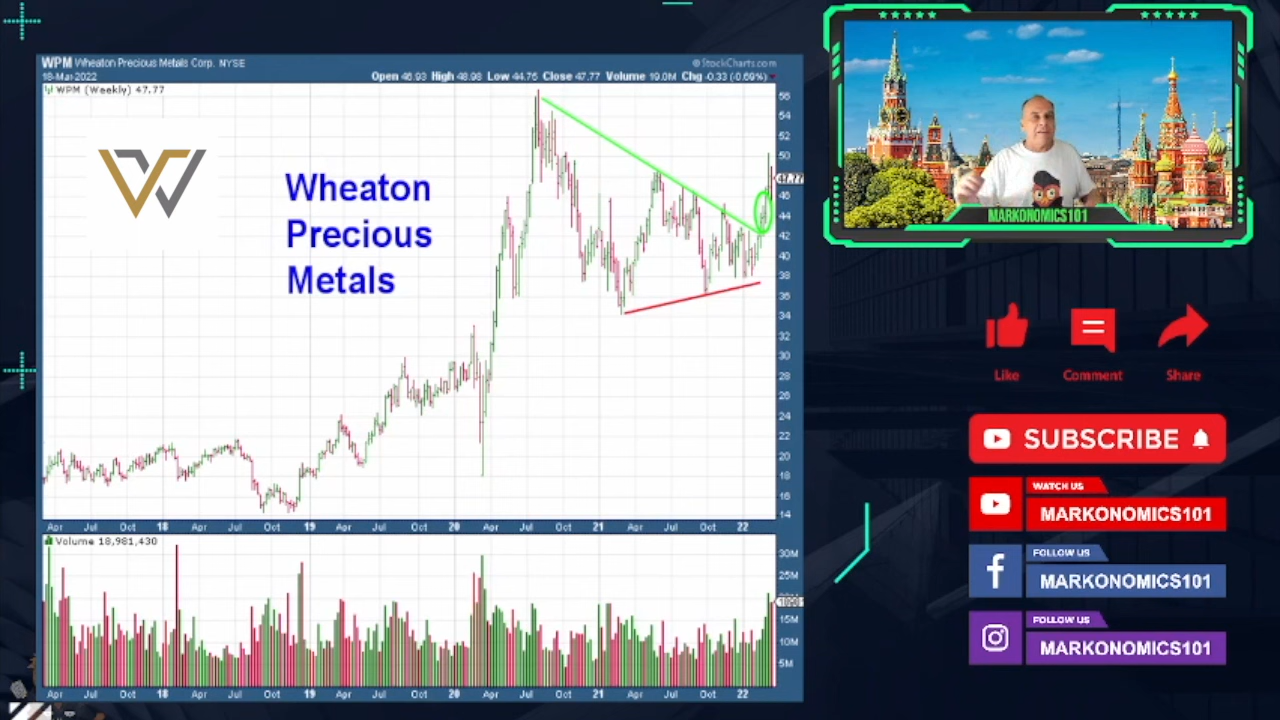 WPM Wheaton Precious Metals Corp. NYSE
© StockCharts.com
18-Mar-2022
Open 46.93 High 48.98 Low 44.75 Close 47.77 Volume 19.0M Chg -0.33 (-0.69%)
WPM (Weekly) 47.77
Wheaton
Precious
Metals
56
54
52
50
47.77
46
44
42
40
38
36
34
32
30
28
26
24
22
20
18
16
14
Apr Jul Oct 18 Apr Jul Oct 19 Apr Jul Oct 20 Apr Jul Oct 21 Apr Jul Oct 22
Volume 18,981,430
30M
25M
15M
10M
5M
Apr Jul Oct 18 Apr Jul Oct 19 Apr Jul Oct 20 Apr Jul Oct 21 Apr Jul Oct 22
MARKONOMICS101
Like Comment Share
SUBSCRIBE
WATCH US
MARKONOMICS101
FOLLOW US
MARKONOMICS101
FOLLOW US
MARKONOMICS101